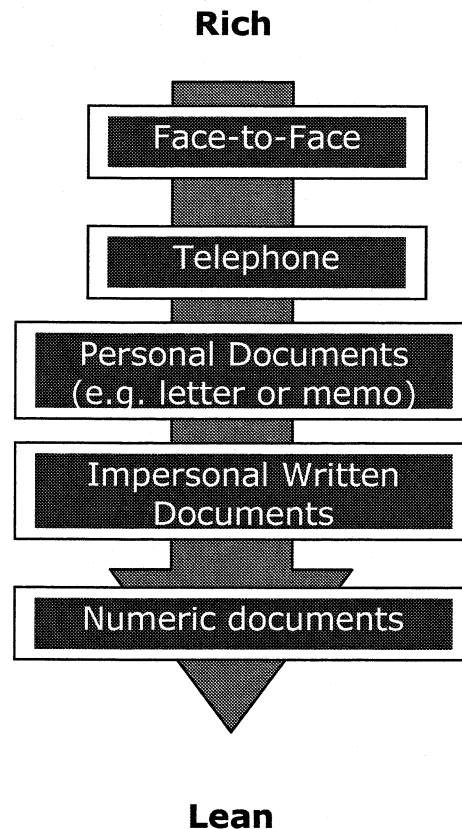 Rich
Face-to-Face
Telephone
Personal Documents
(e.g. letter or memo)
Impersonal Written
Documents
Numeric documents
Lean